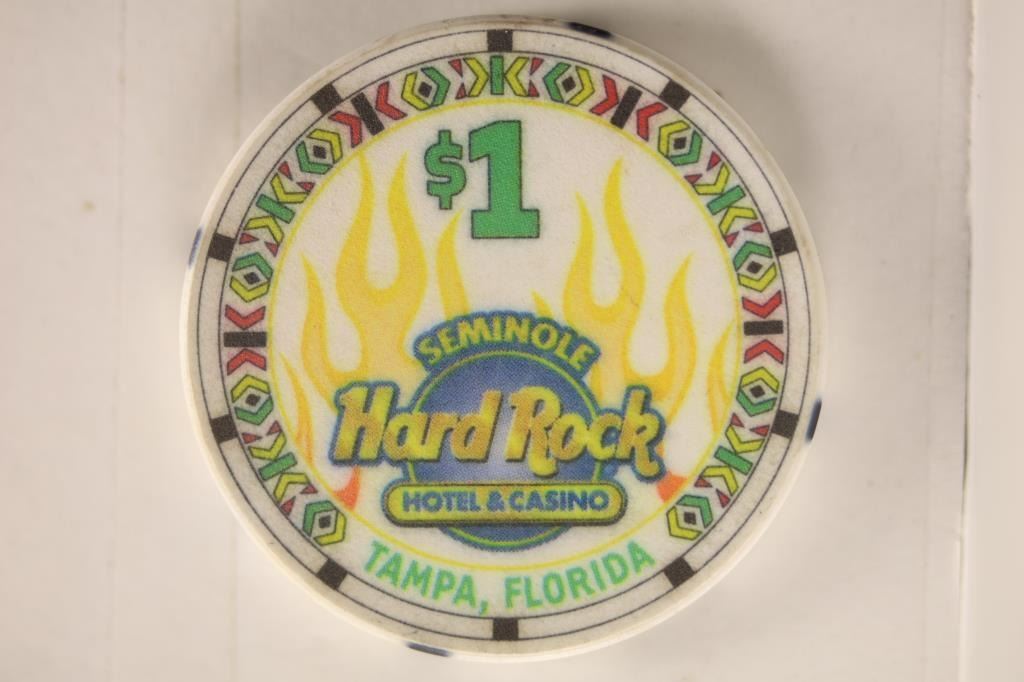 $1
SEMINOLE
Hard Rock
HOTEL & CASINO
TAMPA, FLORIDA